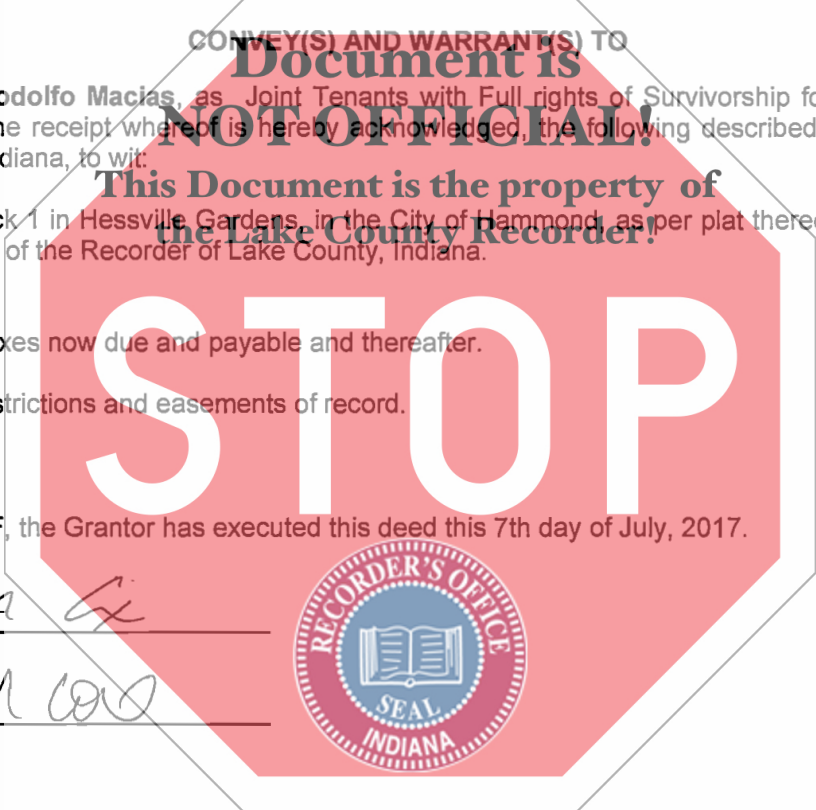 CONVEY(S) AND WARRANT(S) TO
Document is
odolfo Macias, as Joint Tenants with Full rights of Survivorship fo
NOT OFFICIAL!
e receipt whereof is hereby acknowledged, the following described
diana, to wit:
This Document is the property of
k 1 in Hessville Gardens, in the City of Hammond, as per plat there
the Lake County Recorder!
of the Recorder of Lake County, Indiana.
STOP
xes now due and payable and thereafter.
strictions and easements of record.
, the Grantor has executed this deed this 7th day of July, 2017.
RECORDER'S OFFICE
SEAL
INDIANA